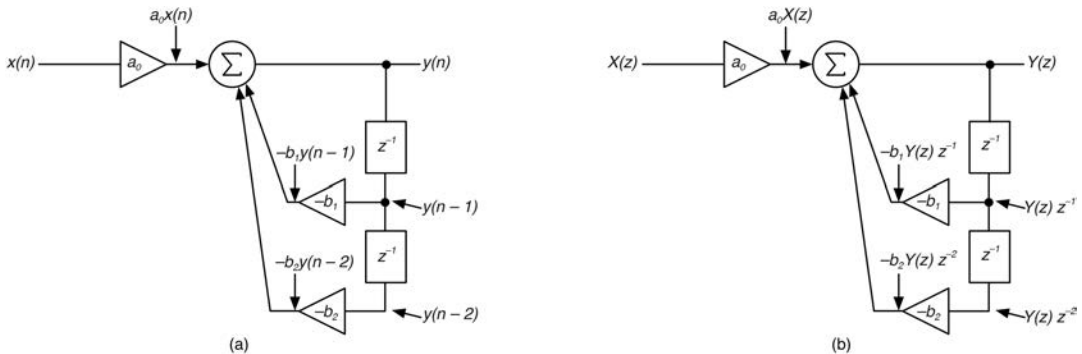 a₀x(n)
x(n)
a₀
Σ
y(n)
z⁻¹
–b₁y(n – 1)
–b₁
y(n – 1)
z⁻¹
–b₂y(n – 2)
–b₂
y(n – 2)
(a)
a₀X(z)
X(z)
a₀
Σ
Y(z)
z⁻¹
–b₁Y(z) z⁻¹
–b₁
Y(z) z⁻¹
z⁻¹
–b₂Y(z) z⁻²
–b₂
Y(z) z⁻²
(b)